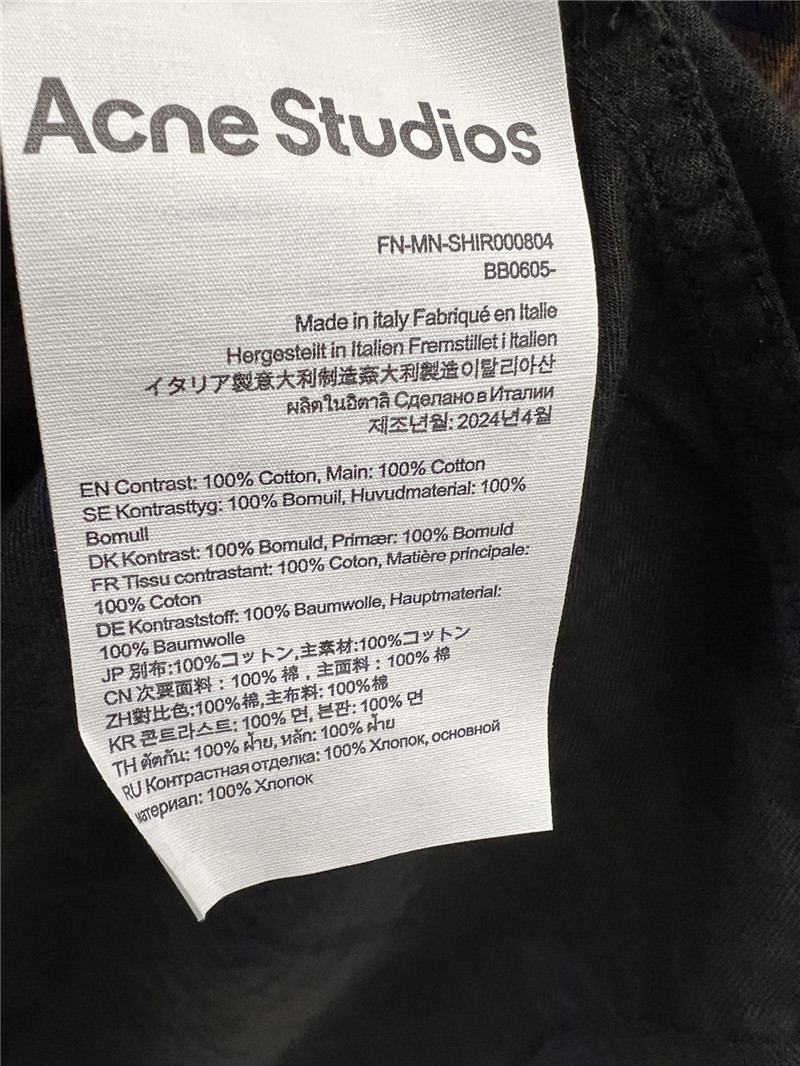 Acne Studios
FN-MN-SHIR000804
BB0605-
Made in italy Fabriqué en Italie
Hergesteilt in Italien Fremstillet i Italien
イタリア製意大利制造姦大利製造이탈리아산
ผลิตในอิตาลิ Сделано в Италии
제조년월: 2024년4월
EN Contrast: 100% Cotton, Main: 100% Cotton
SE Kontrasttyg: 100% Bomuil, Huvudmaterial: 100%
Bomull
DK Kontrast: 100% Bomuld, Primær: 100% Bomuld
FR Tissu contrastant: 100% Coton, Matière principale:
100% Coton
DE Kontraststoff: 100% Baumwolle, Hauptmaterial:
100% Baumwolle
JP 別布:100%コットン,主素材:100%コットン
CN 次要面料：100% 棉，主面料：100% 棉
ZH對比色:100%棉,主布料: 100%棉
KR 콘트라스트: 100% 면, 본판: 100% 면
TH ตัดกัน: 100% ฝ้าย, หลัก: 100% ฝ้าย
RU Контрастная отделка: 100% Хлопок, основной
материал: 100% Хлопок